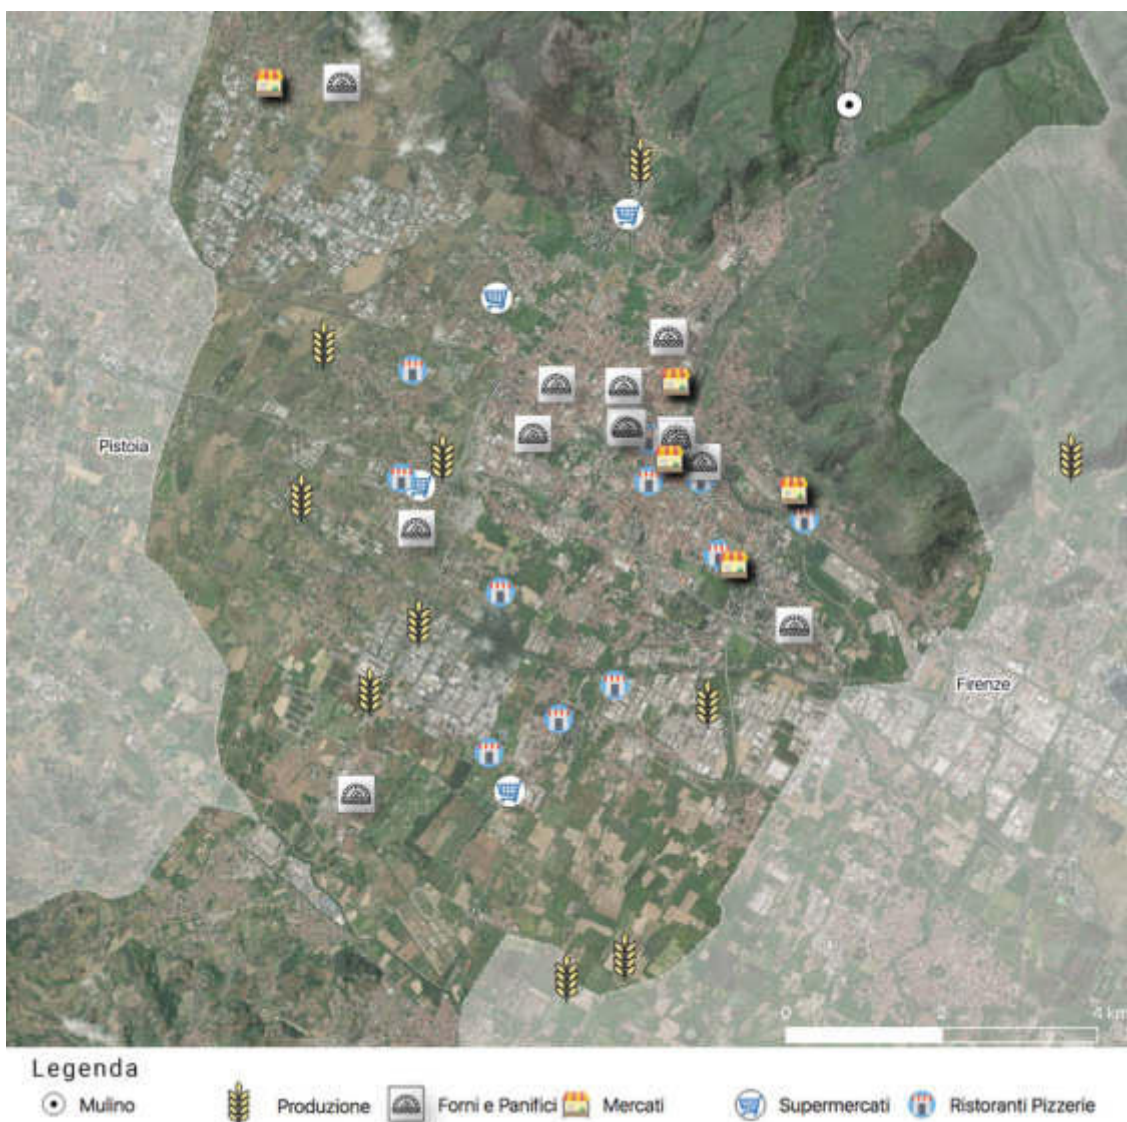 Pistoia
Firenze
0 2 4 km
Legenda
Mulino Produzione Forni e Panifici Mercati Supermercati Ristoranti Pizzerie